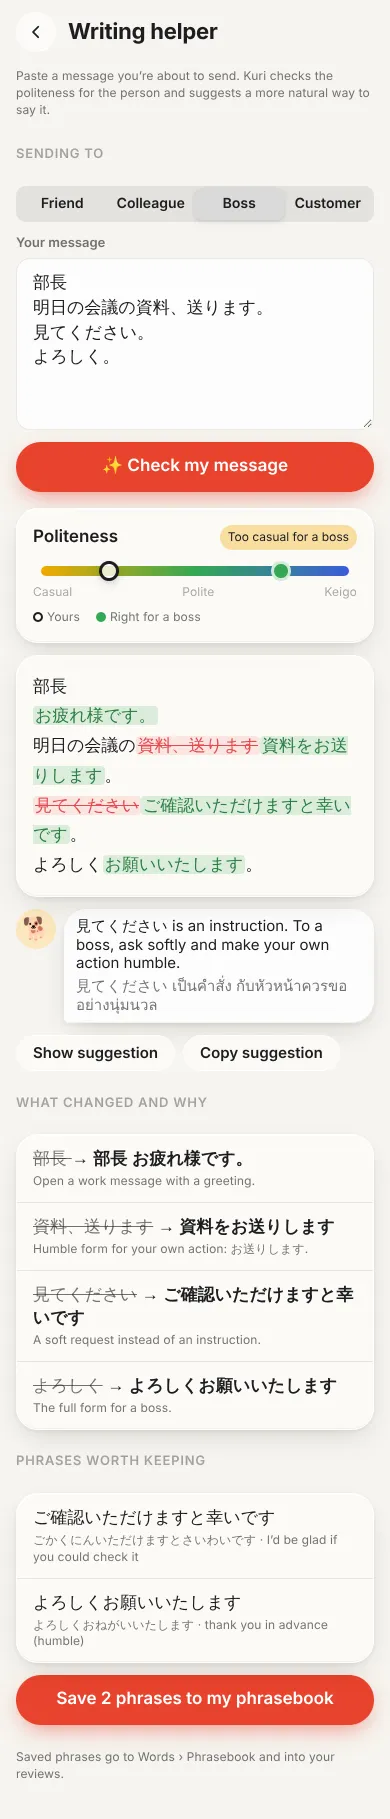 Writing helper
Paste a message you're about to send. Kuri checks the
politeness for the person and suggests a more natural way to
say it.
SENDING TO
Friend Colleague Boss Customer
Your message
部長
明日の会議の資料、送ります。
見てください。
よろしく。
✨ Check my message
Politeness Too casual for a boss
Casual Polite Keigo
Yours Right for a boss
部長
お疲れ様です。
明日の会議の資料、送ります資料をお送
りします。
見てくださいご確認いただけますと幸い
です。
よろしくお願いいたします。
見てください is an instruction. To a
boss, ask softly and make your own
action humble.
見てください เป็นคำสั่ง กับหัวหน้าควรขอ
อย่างนุ่มนวล
Show suggestion Copy suggestion
WHAT CHANGED AND WHY
部長 → 部長 お疲れ様です。
Open a work message with a greeting.
資料、送ります → 資料をお送りします
Humble form for your own action: お送りします.
見てください → ご確認いただけますと幸
いです
A soft request instead of an instruction.
よろしく → よろしくお願いいたします
The full form for a boss.
PHRASES WORTH KEEPING
ご確認いただけますと幸いです
ごかくにんいただけますとさいわいです · I'd be glad if
you could check it
よろしくお願いいたします
よろしくおねがいいたします · thank you in advance
(humble)
Save 2 phrases to my phrasebook
Saved phrases go to Words › Phrasebook and into your
reviews.